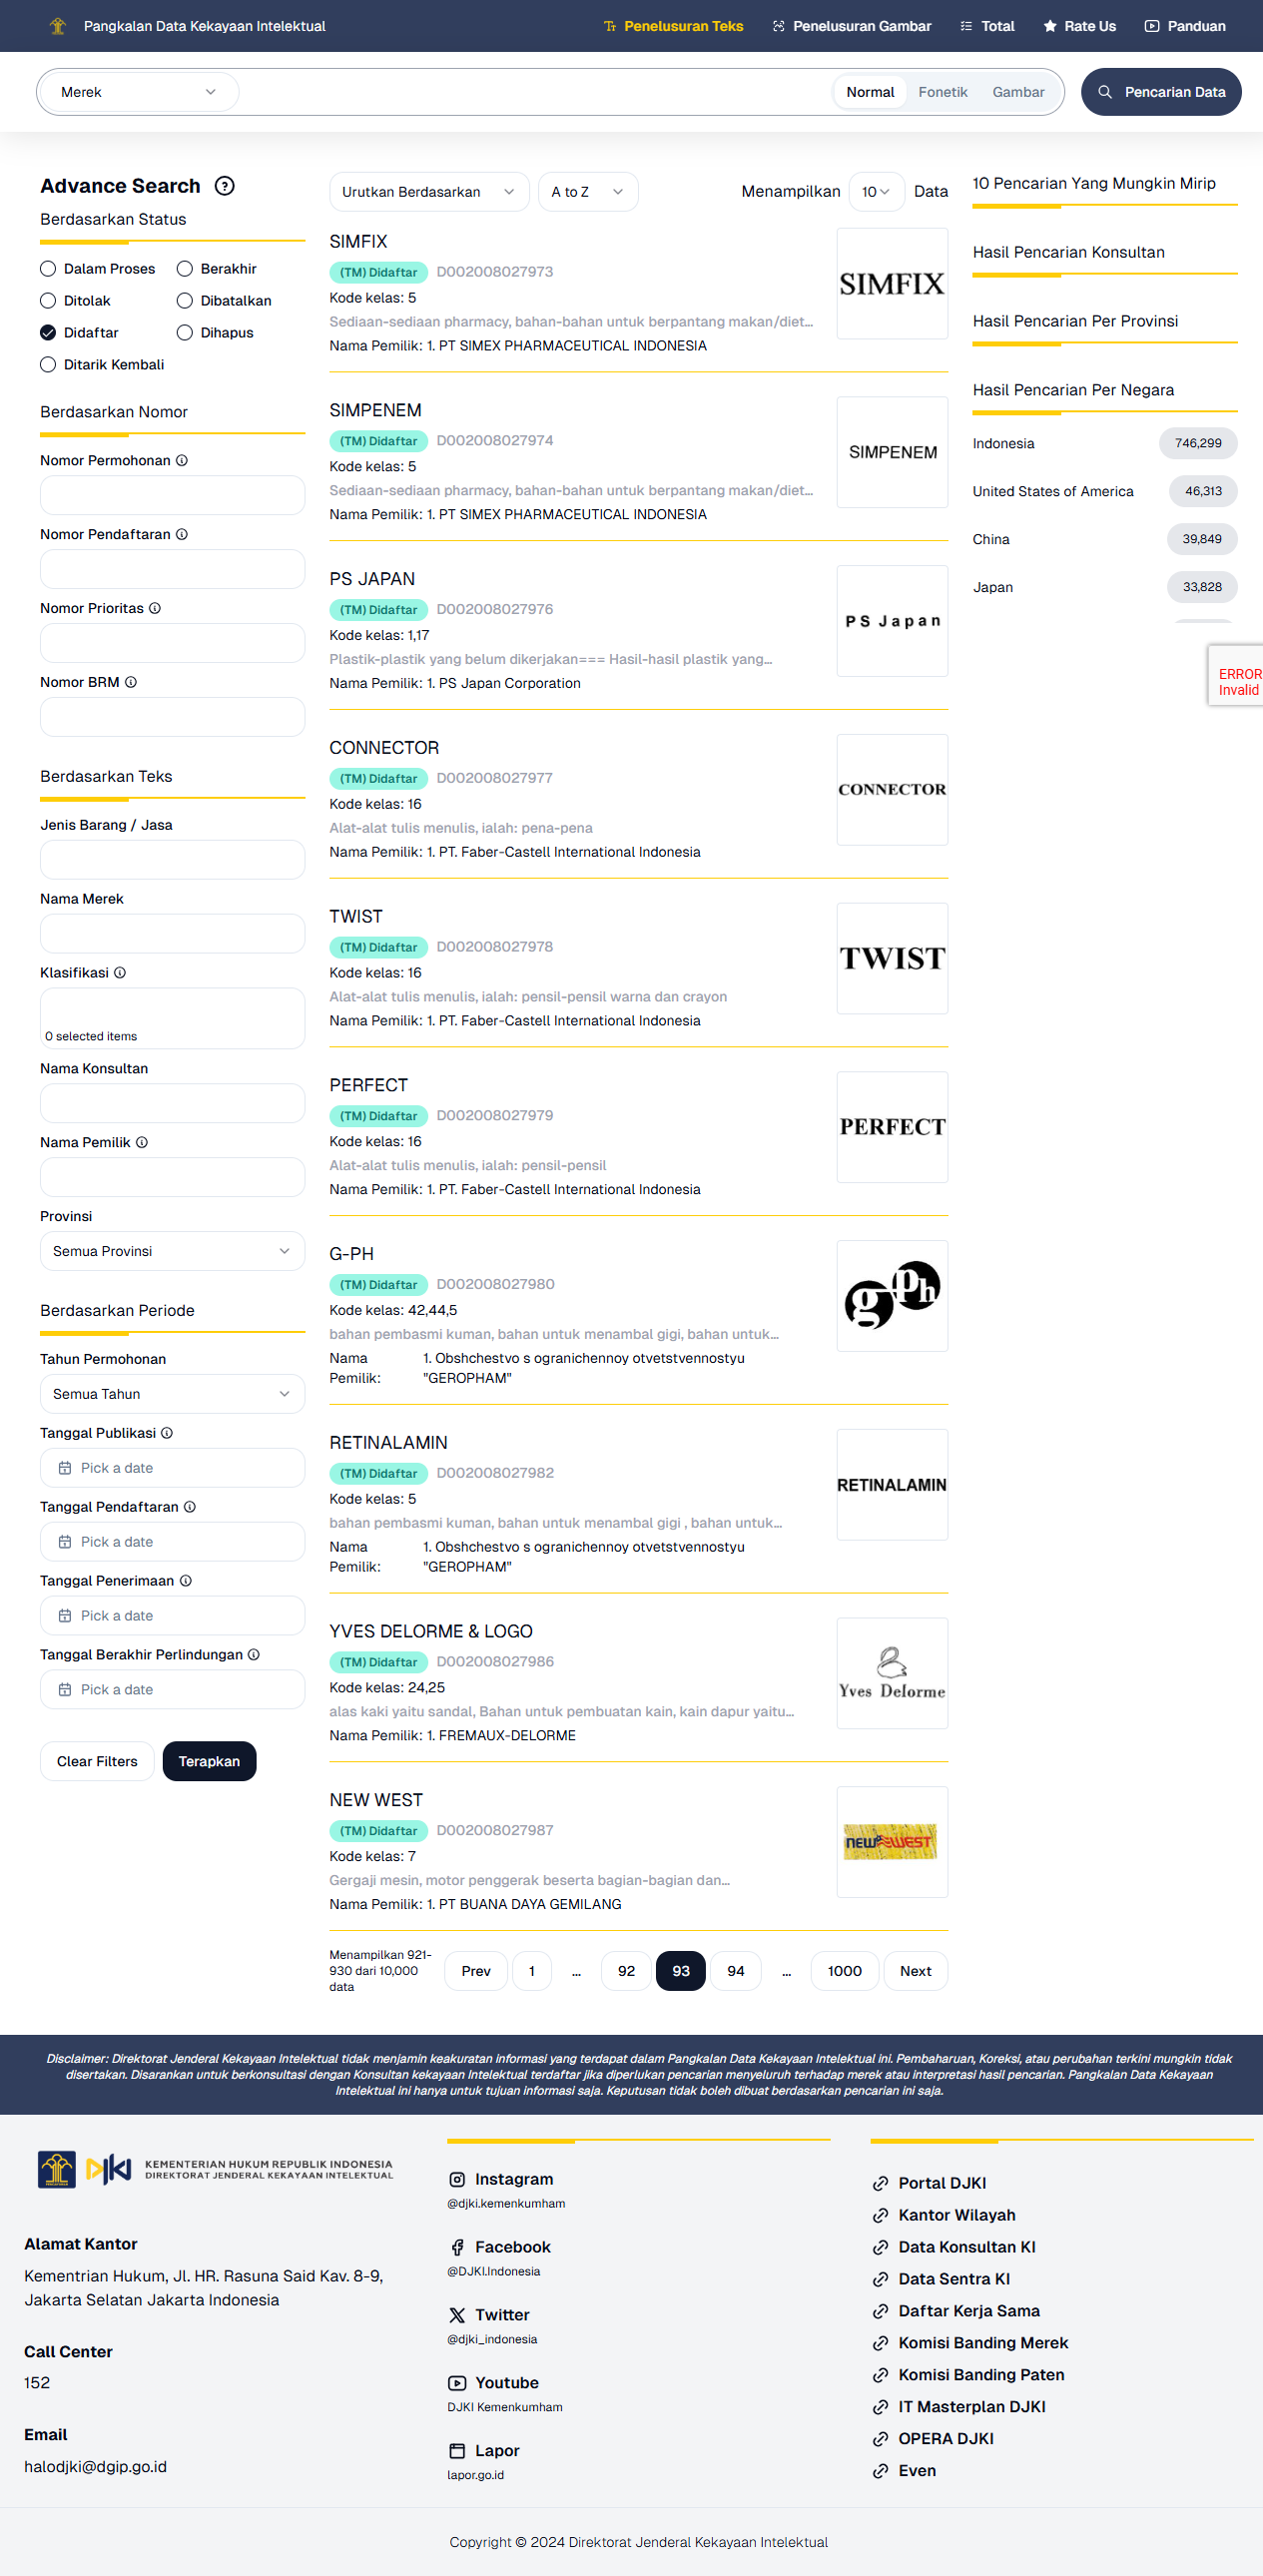 Pangkalan Data Kekayaan Intelektual
Penelusuran Teks
Penelusuran Gambar
Total
Rate Us
Panduan
Merek
Normal
Fonetik
Gambar
Pencarian Data
Advance Search
Berdasarkan Status
Dalam Proses
Berakhir
Ditolak
Dibatalkan
Didaftar
Dihapus
Ditarik Kembali
Berdasarkan Nomor
Nomor Permohonan
Nomor Pendaftaran
Nomor Prioritas
Nomor BRM
Berdasarkan Teks
Jenis Barang / Jasa
Nama Merek
Klasifikasi
0 selected items
Nama Konsultan
Nama Pemilik
Provinsi
Semua Provinsi
Berdasarkan Periode
Tahun Permohonan
Semua Tahun
Tanggal Publikasi
Pick a date
Tanggal Pendaftaran
Pick a date
Tanggal Penerimaan
Pick a date
Tanggal Berakhir Perlindungan
Pick a date
Clear Filters
Terapkan
Urutkan Berdasarkan
A to Z
Menampilkan 10 Data
SIMFIX
(TM) Didaftar D002008027973
Kode kelas: 5
Sediaan-sediaan pharmacy, bahan-bahan untuk berpantang makan/diet...
Nama Pemilik: 1. PT SIMEX PHARMACEUTICAL INDONESIA
SIMFIX
SIMPENEM
(TM) Didaftar D002008027974
Kode kelas: 5
Sediaan-sediaan pharmacy, bahan-bahan untuk berpantang makan/diet...
Nama Pemilik: 1. PT SIMEX PHARMACEUTICAL INDONESIA
SIMPENEM
PS JAPAN
(TM) Didaftar D002008027976
Kode kelas: 1,17
Plastik-plastik yang belum dikerjakan=== Hasil-hasil plastik yang...
Nama Pemilik: 1. PS Japan Corporation
PS Japan
CONNECTOR
(TM) Didaftar D002008027977
Kode kelas: 16
Alat-alat tulis menulis, ialah: pena-pena
Nama Pemilik: 1. PT. Faber-Castell International Indonesia
CONNECTOR
TWIST
(TM) Didaftar D002008027978
Kode kelas: 16
Alat-alat tulis menulis, ialah: pensil-pensil warna dan crayon
Nama Pemilik: 1. PT. Faber-Castell International Indonesia
TWIST
PERFECT
(TM) Didaftar D002008027979
Kode kelas: 16
Alat-alat tulis menulis, ialah: pensil-pensil
Nama Pemilik: 1. PT. Faber-Castell International Indonesia
PERFECT
G-PH
(TM) Didaftar D002008027980
Kode kelas: 42,44,5
bahan pembasmi kuman, bahan untuk menambal gigi, bahan untuk...
Nama Pemilik: 1. Obshchestvo s ogranichennoy otvetstvennostyu
"GEROPHAM"
g-ph
RETINALAMIN
(TM) Didaftar D002008027982
Kode kelas: 5
bahan pembasmi kuman, bahan untuk menambal gigi , bahan untuk...
Nama Pemilik: 1. Obshchestvo s ogranichennoy otvetstvennostyu
"GEROPHAM"
RETINALAMIN
YVES DELORME & LOGO
(TM) Didaftar D002008027986
Kode kelas: 24,25
alas kaki yaitu sandal, Bahan untuk pembuatan kain, kain dapur yaitu...
Nama Pemilik: 1. FREMAUX-DELORME
Yves Delorme
NEW WEST
(TM) Didaftar D002008027987
Kode kelas: 7
Gergaji mesin, motor penggerak beserta bagian-bagian dan...
Nama Pemilik: 1. PT BUANA DAYA GEMILANG
NEW WEST
Menampilkan 921-
930 dari 10,000
data
Prev 1 ... 92 93 94 ... 1000 Next
10 Pencarian Yang Mungkin Mirip
Hasil Pencarian Konsultan
Hasil Pencarian Per Provinsi
Hasil Pencarian Per Negara
Indonesia 746,299
United States of America 46,313
China 39,849
Japan 33,828
ERROR
Invalid
Disclaimer: Direktorat Jenderal Kekayaan Intelektual tidak menjamin keakuratan informasi yang terdapat dalam Pangkalan Data Kekayaan Intelektual ini. Pembaharuan, Koreksi, atau perubahan terkini mungkin tidak
disertakan. Disarankan untuk berkonsultasi dengan Konsultan kekayaan Intelektual terdaftar jika diperlukan pencarian menyeluruh terhadap merek atau interpretasi hasil pencarian. Pangkalan Data Kekayaan
Intelektual ini hanya untuk tujuan informasi saja. Keputusan tidak boleh dibuat berdasarkan pencarian ini saja.
DJKI
KEMENTERIAN HUKUM REPUBLIK INDONESIA
DIREKTORAT JENDERAL KEKAYAAN INTELEKTUAL
Alamat Kantor
Kementrian Hukum, Jl. HR. Rasuna Said Kav. 8-9,
Jakarta Selatan Jakarta Indonesia
Call Center
152
Email
halodjki@dgip.go.id
Instagram
@djki.kemenkumham
Facebook
@DJKI.Indonesia
Twitter
@djki_indonesia
Youtube
DJKI Kemenkumham
Lapor
lapor.go.id
Portal DJKI
Kantor Wilayah
Data Konsultan KI
Data Sentra KI
Daftar Kerja Sama
Komisi Banding Merek
Komisi Banding Paten
IT Masterplan DJKI
OPERA DJKI
Even
Copyright © 2024 Direktorat Jenderal Kekayaan Intelektual